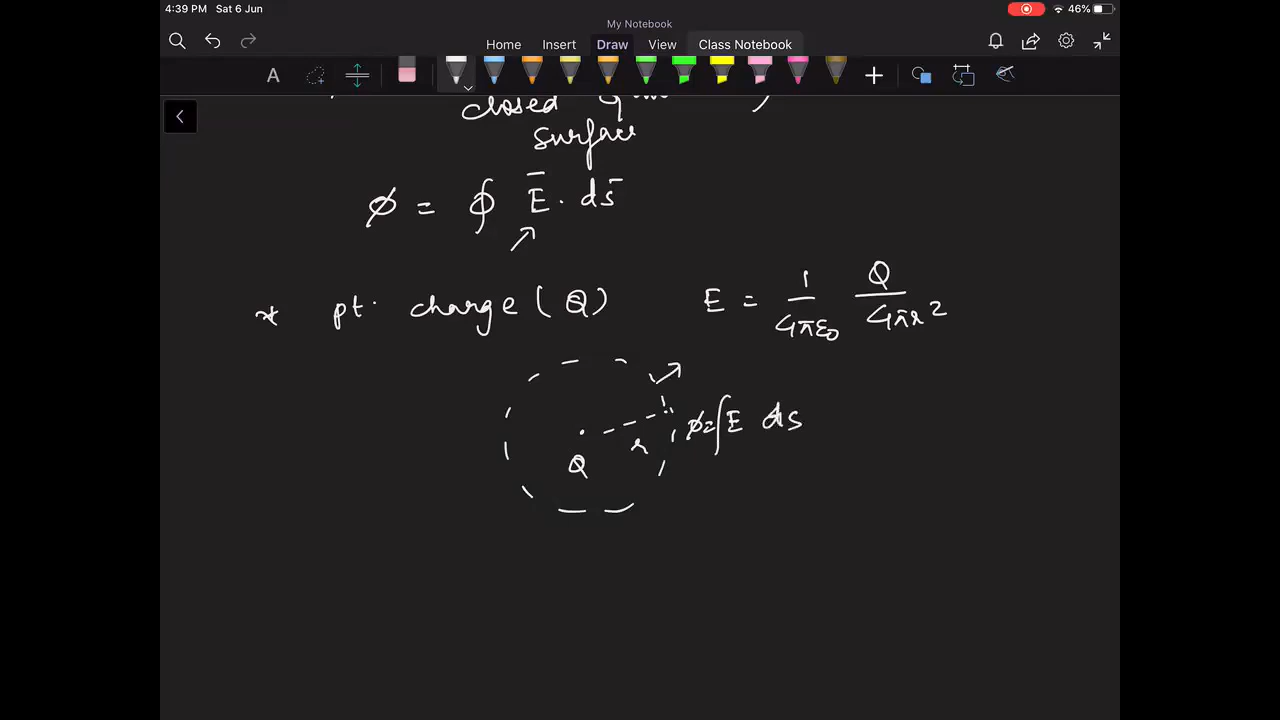 4:39 PM Sat 6 Jun
46%
My Notebook
Home Insert Draw View Class Notebook
A
closed
surface
φ = ∮ E̅ . ds̅
* pt. charge (Q) E = 1/4πε0 Q/4πr²
φ=∫E ds
r
Q